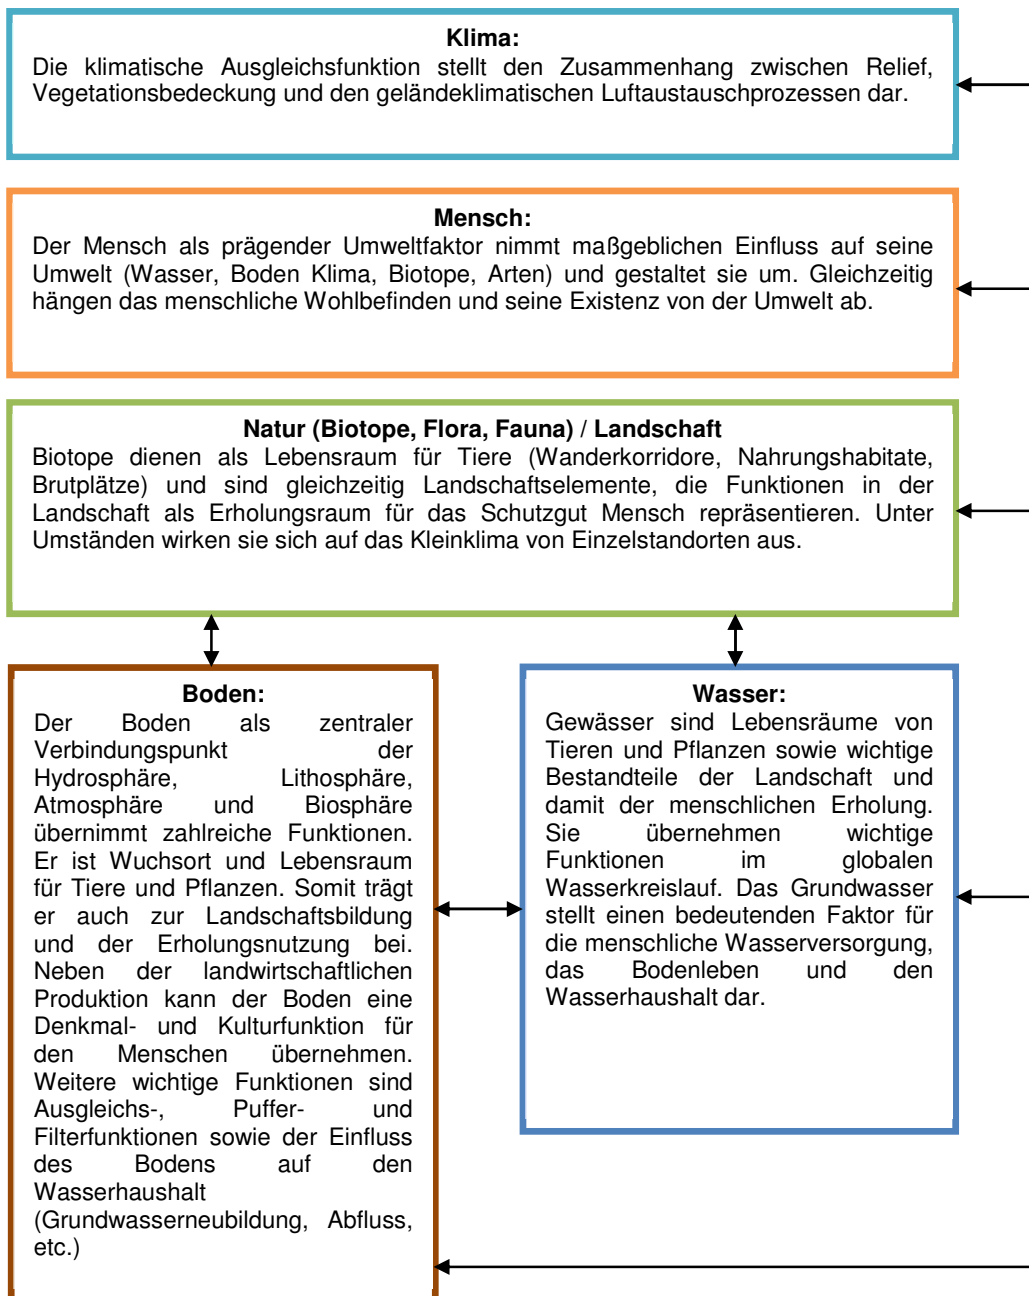 Klima:
Die klimatische Ausgleichsfunktion stellt den Zusammenhang zwischen Relief,
Vegetationsbedeckung und den geländeklimatischen Luftaustauschprozessen dar.
Mensch:
Der Mensch als prägender Umweltfaktor nimmt maßgeblichen Einfluss auf seine
Umwelt (Wasser, Boden Klima, Biotope, Arten) und gestaltet sie um. Gleichzeitig
hängen das menschliche Wohlbefinden und seine Existenz von der Umwelt ab.
Natur (Biotope, Flora, Fauna) / Landschaft
Biotope dienen als Lebensraum für Tiere (Wanderkorridore, Nahrungshabitate,
Brutplätze) und sind gleichzeitig Landschaftselemente, die Funktionen in der
Landschaft als Erholungsraum für das Schutzgut Mensch repräsentieren. Unter
Umständen wirken sie sich auf das Kleinklima von Einzelstandorten aus.
Boden:
Der Boden als zentraler
Verbindungspunkt der
Hydrosphäre, Lithosphäre,
Atmosphäre und Biosphäre
übernimmt zahlreiche Funktionen.
Er ist Wuchsort und Lebensraum
für Tiere und Pflanzen. Somit trägt
er auch zur Landschaftsbildung
und der Erholungsnutzung bei.
Neben der landwirtschaftlichen
Produktion kann der Boden eine
Denkmal- und Kulturfunktion für
den Menschen übernehmen.
Weitere wichtige Funktionen sind
Ausgleichs-, Puffer- und
Filterfunktionen sowie der Einfluss
des Bodens auf den
Wasserhaushalt
(Grundwasserneubildung, Abfluss,
etc.)
Wasser:
Gewässer sind Lebensräume von
Tieren und Pflanzen sowie wichtige
Bestandteile der Landschaft und
damit der menschlichen Erholung.
Sie übernehmen wichtige
Funktionen im globalen
Wasserkreislauf. Das Grundwasser
stellt einen bedeutenden Faktor für
die menschliche Wasserversorgung,
das Bodenleben und den
Wasserhaushalt dar.